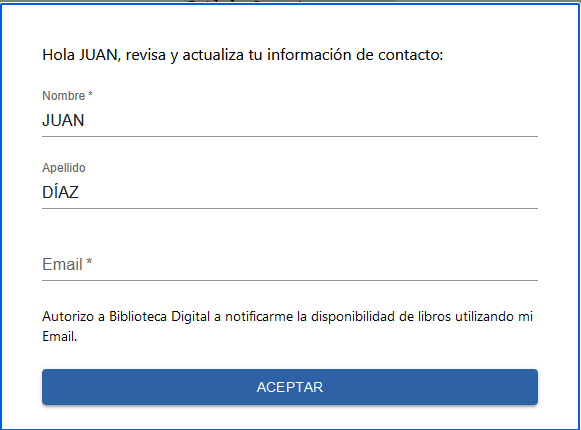 Hola JUAN, revisa y actualiza tu información de contacto:
Nombre *
JUAN
Apellido
DÍAZ
Email *
Autorizo a Biblioteca Digital a notificarme la disponibilidad de libros utilizando mi
Email.
ACEPTAR